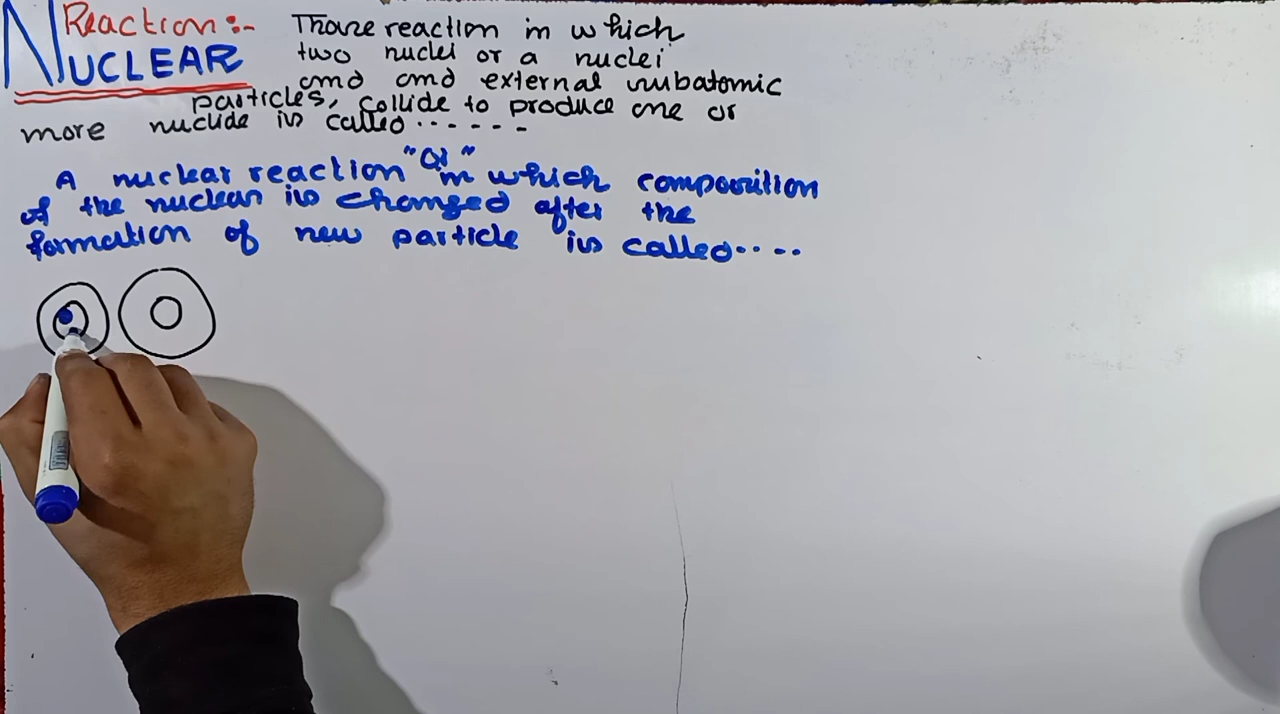 Reaction:-
NUCLEAR
Those reaction in which
two nuclei or a nuclei
and and external subatomic
particles, collide to produce one or
more nuclide is called ......
"Or"
A nuclear reaction in which composition
of the nuclear is changed after the
formation of new particle is called....